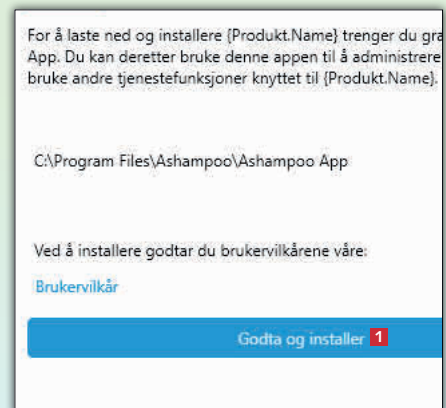 For å laste ned og installere {Produkt.Name} trenger du gra
App. Du kan deretter bruke denne appen til å administrere
bruke andre tjenestefunksjoner knyttet til {Produkt.Name}.
C:\Program Files\Ashampoo\Ashampoo App
Ved å installere godtar du brukervilkårene våre:
Brukervilkår
Godta og installer 1